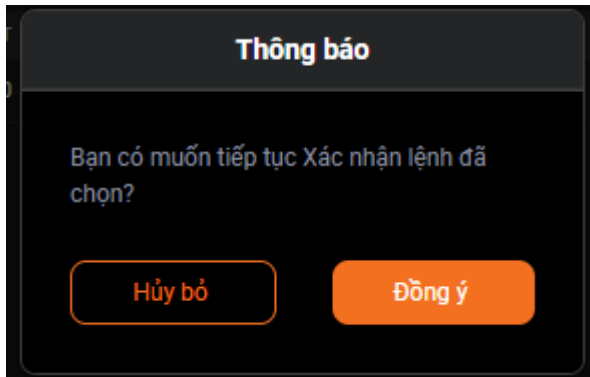 Thông báo
Bạn có muốn tiếp tục Xác nhận lệnh đã
chọn?
Hủy bỏ
Đồng ý